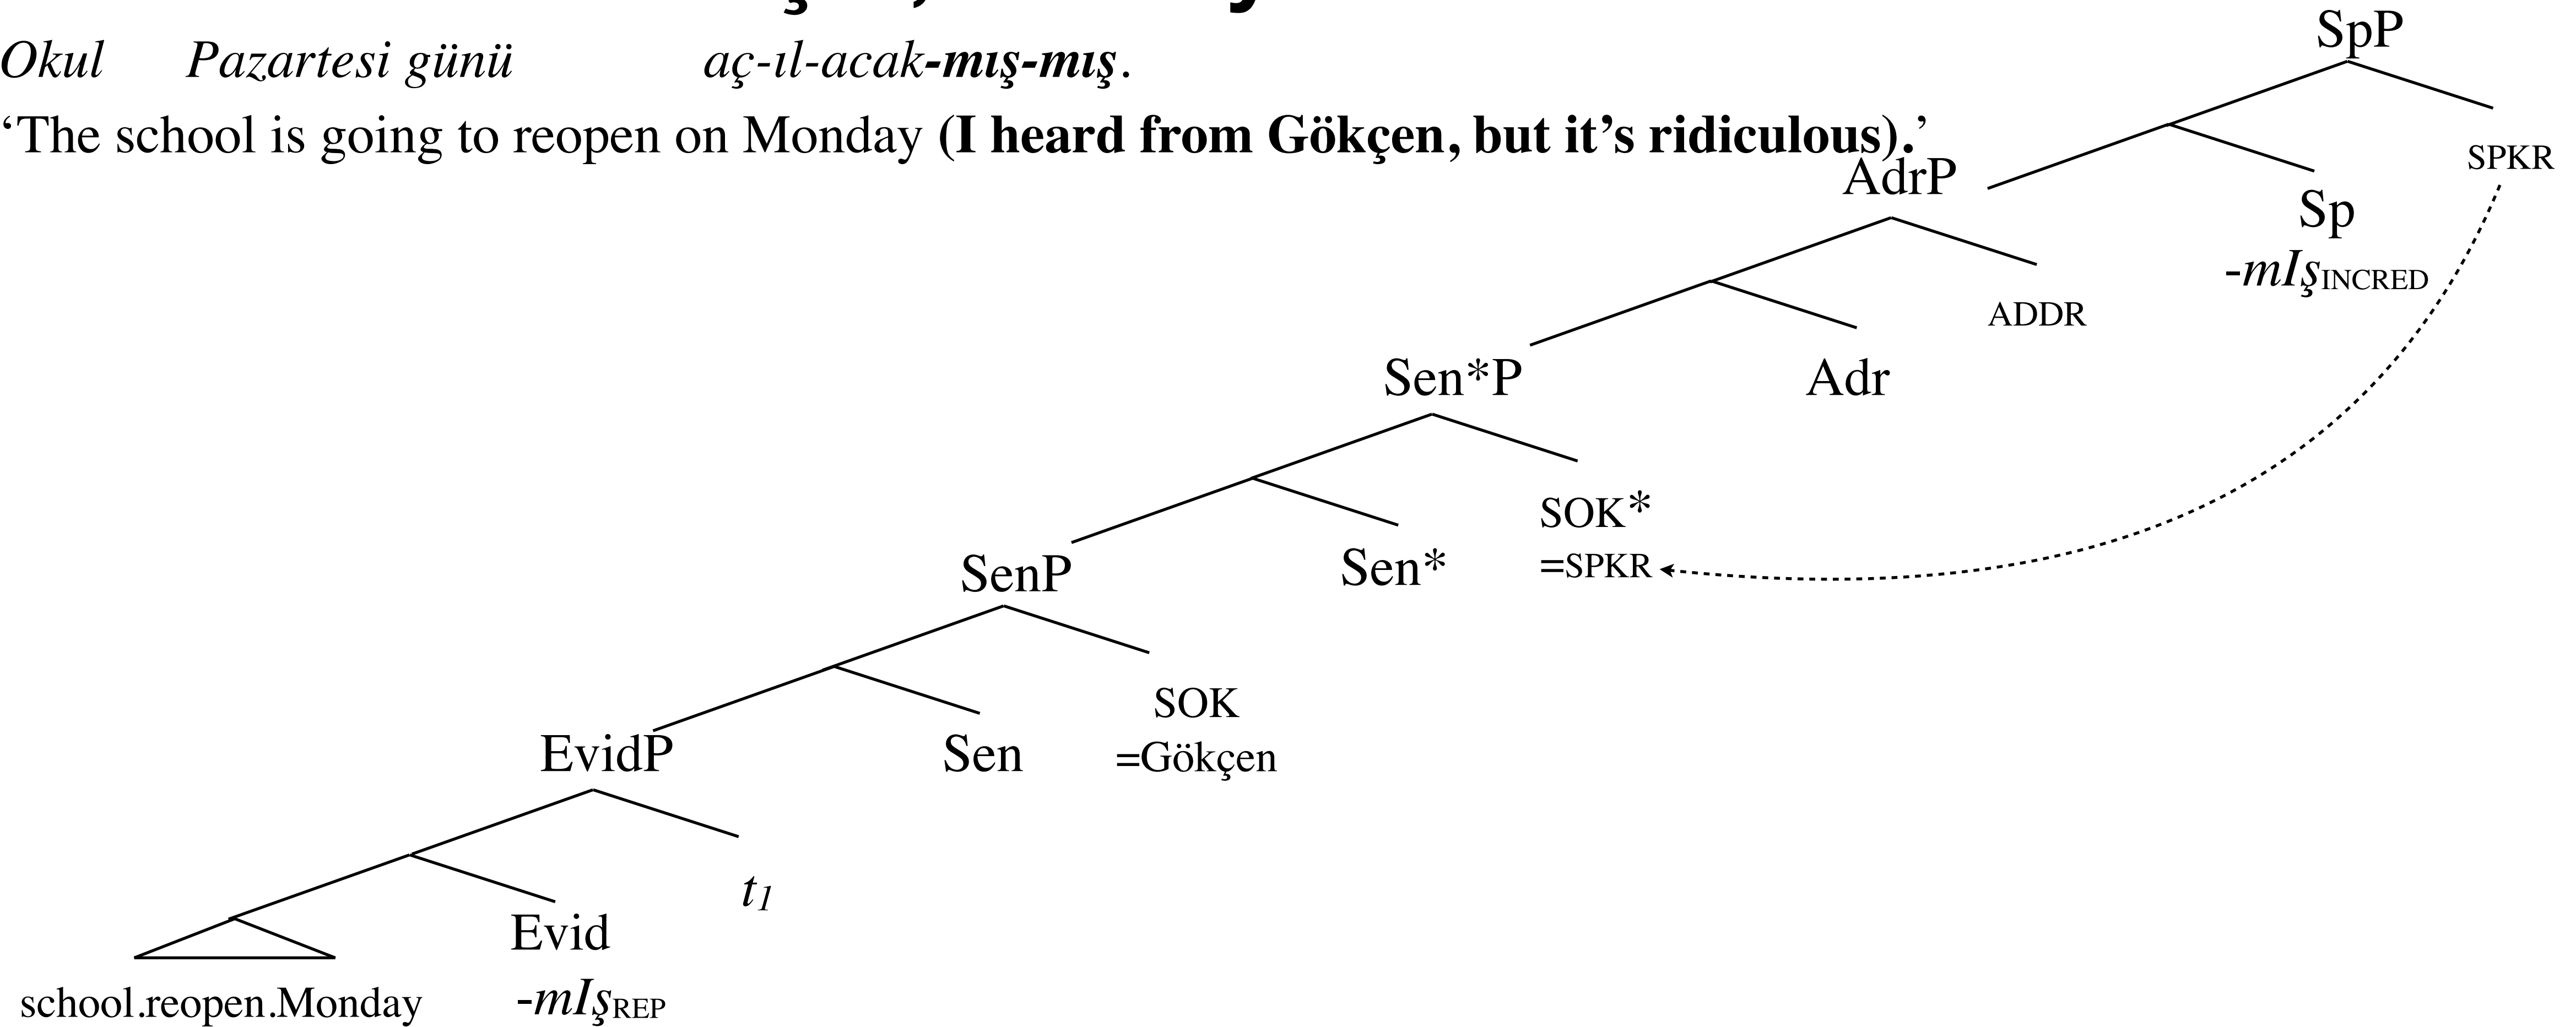 SpP
Okul Pazartesi günü aç-ıl-acak-mış-mış.
‘The school is going to reopen on Monday (I heard from Gökçen, but it’s ridiculous).’
SPKR
AdrP
Sp
-mIşINCRED
ADDR
Sen*P
Adr
SOK*
=SPKR
Sen*
SenP
SOK
=Gökçen
Sen
EvidP
t1
Evid
-mIşREP
school.reopen.Monday